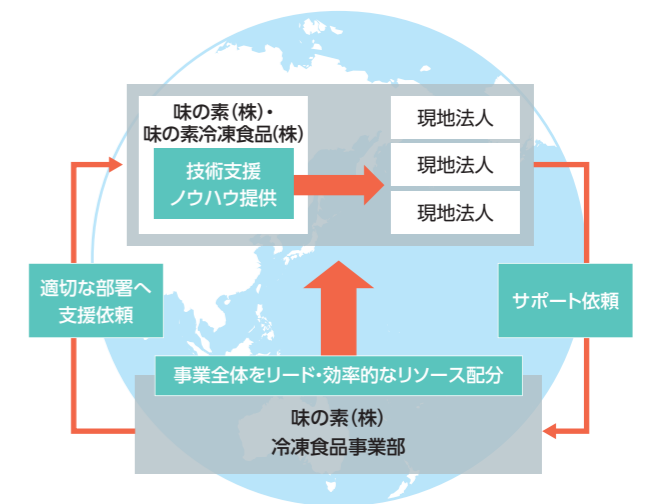 味の素(株)・
味の素冷凍食品(株)
技術支援
ノウハウ提供
現地法人
現地法人
現地法人
適切な部署へ
支援依頼
サポート依頼
事業全体をリード・効率的なリソース配分
味の素(株)
冷凍食品事業部